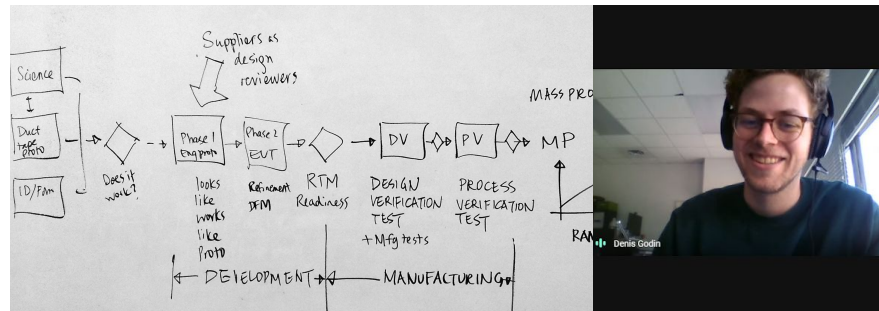 Suppliers as
design
reviewers
Science
Duct
tape
proto
ID/Form
Does it
work?
Phase 1
Eng proto
looks
like
works
like
Proto
Phase 2
EVT
Refinement
DFM
RTM
Readiness
DV
DESIGN
VERIFICATION
TEST
+ Mfg tests
PV
PROCESS
VERIFICATION
TEST
MASS PRO
MP
RAM
DEVELOPMENT
MANUFACTURING
Denis Godin